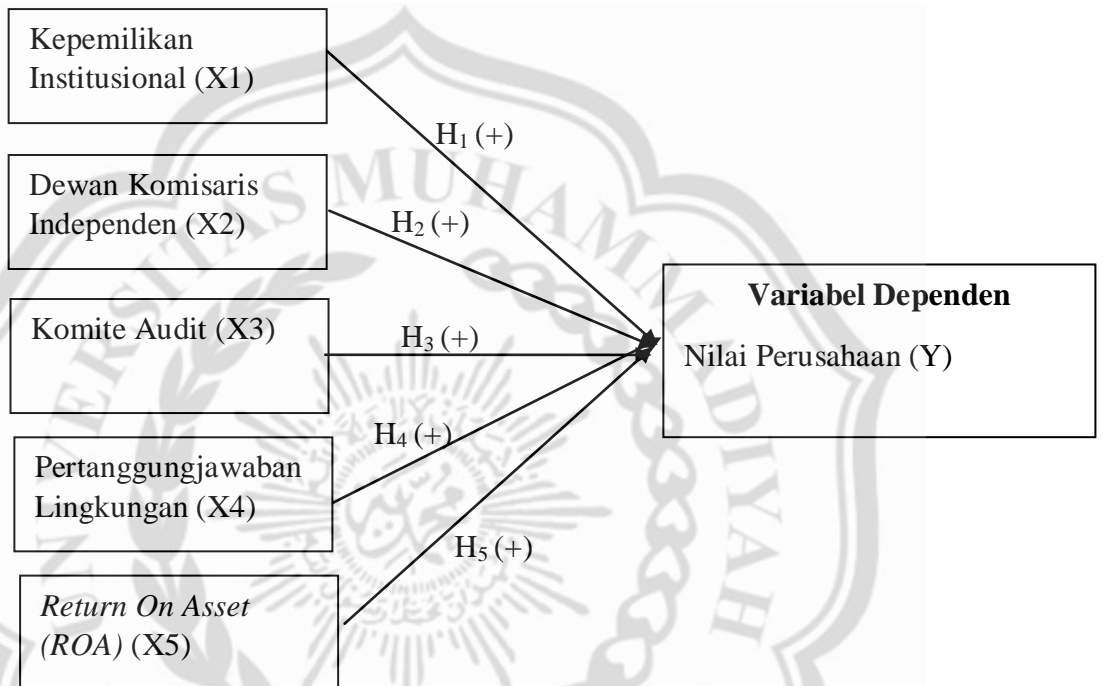 Kepemilikan
Institusional (X1)
H₁ (+)
Dewan Komisaris
Independen (X2)
H₂ (+)
Variabel Dependen
Nilai Perusahaan (Y)
Komite Audit (X3)
H₃ (+)
H₄ (+)
Pertanggungjawaban
Lingkungan (X4)
H₅ (+)
Return On Asset
(ROA) (X5)
MUHAMMADIYAH